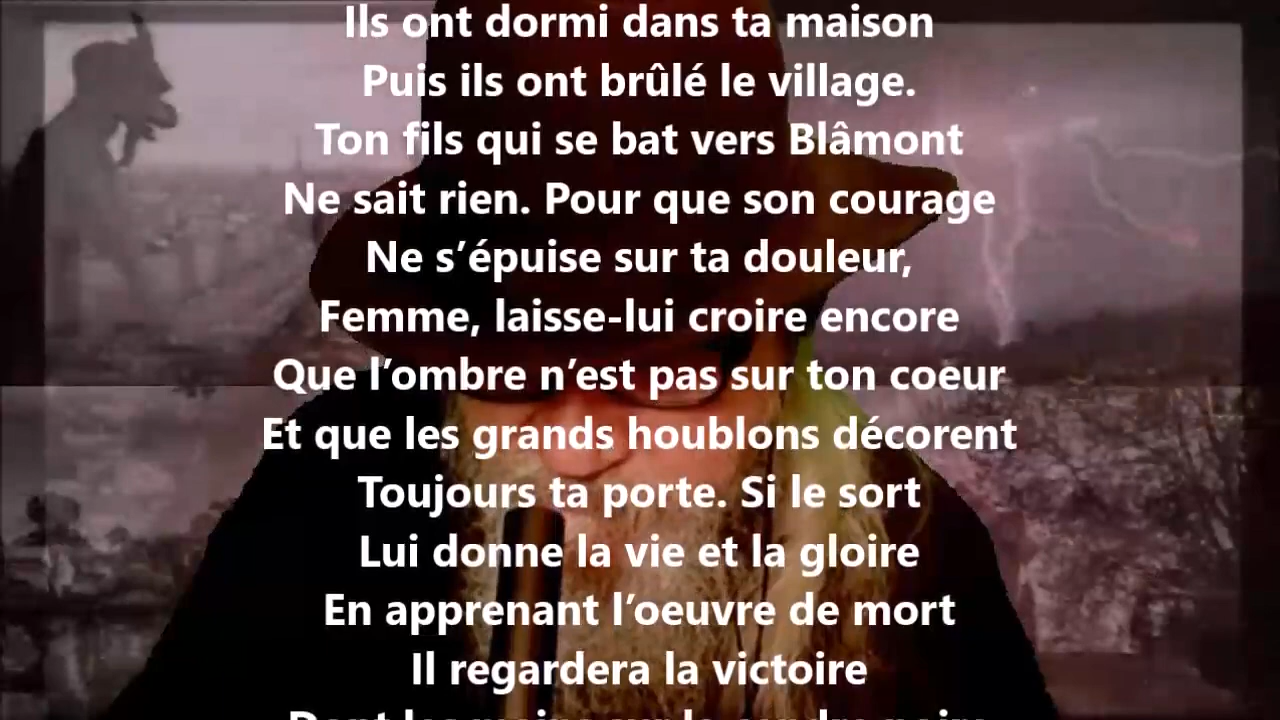 Ils ont dormi dans ta maison
Puis ils ont brûlé le village.
Ton fils qui se bat vers Blâmont
Ne sait rien. Pour que son courage
Ne s’épuise sur ta douleur,
Femme, laisse-lui croire encore
Que l’ombre n’est pas sur ton coeur
Et que les grands houblons décorent
Toujours ta porte. Si le sort
Lui donne la vie et la gloire
En apprenant l’oeuvre de mort
Il regardera la victoire